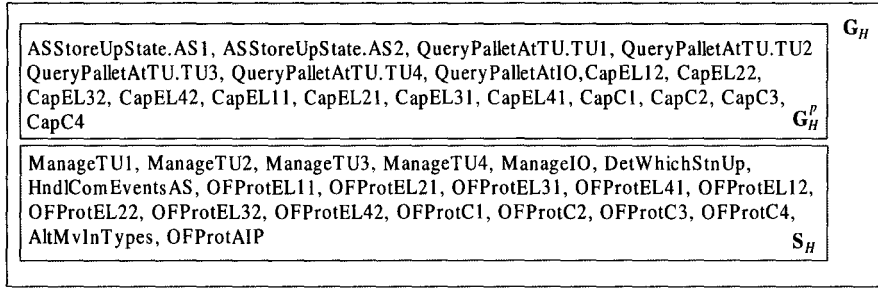 G_H
ASStoreUpState.AS1, ASStoreUpState.AS2, QueryPalletAtTU.TU1, QueryPalletAtTU.TU2
QueryPalletAtTU.TU3, QueryPalletAtTU.TU4, QueryPalletAtIO,CapEL12, CapEL22,
CapEL32, CapEL42, CapEL11, CapEL21, CapEL31, CapEL41, CapC1, CapC2, CapC3,
CapC4
G_H^p
ManageTU1, ManageTU2, ManageTU3, ManageTU4, ManageIO, DetWhichStnUp,
HndlComEventsAS, OFProtEL11, OFProtEL21, OFProtEL31, OFProtEL41, OFProtEL12,
OFProtEL22, OFProtEL32, OFProtEL42, OFProtC1, OFProtC2, OFProtC3, OFProtC4,
AltMvInTypes, OFProtAIP
S_H